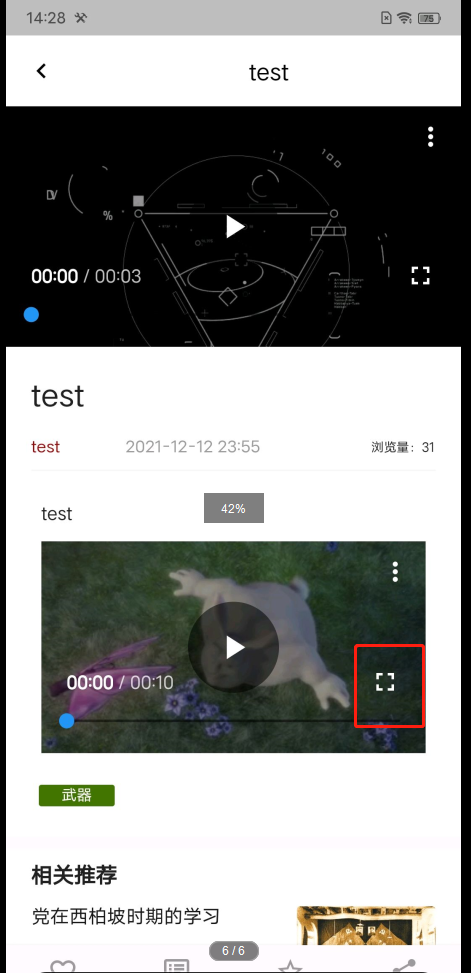 14:28
75
test
00:00 / 00:03
test
test 2021-12-12 23:55 浏览量：31
42%
test
00:00 / 00:10
武器
相关推荐
党在西柏坡时期的学习
6 / 6